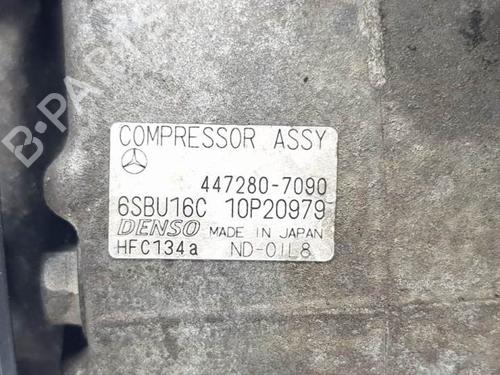 B-PARTS
COMPRESSOR ASSY
447280-7090
6SBU16C 10P20979
DENSO MADE IN JAPAN
HFC134a ND-OIL8